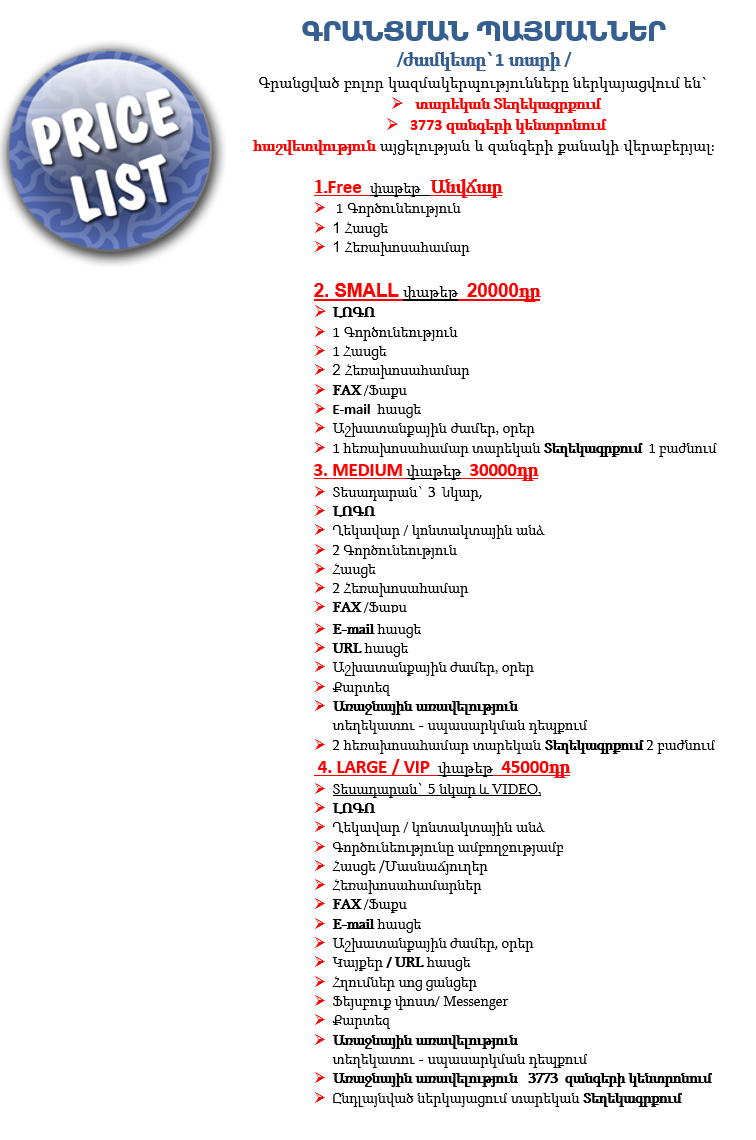 PRICE
LIST
ԳՐԱՆՑՄԱՆ ՊԱՅՄԱՆՆԵՐ
/ժամկետը՝1 տարի /
Գրանցված բոլոր կազմակերպությունները ներկայացվում են՝
տարեկան Տեղեկագրքում
3773 զանգերի կենտրոնում
հաշվետվություն այցելության և զանգերի քանակի վերաբերյալ:
1.Free փաթեթ Անվճար
1 Գործունեություն
1 Հասցե
1 Հեռախոսահամար
2. SMALL փաթեթ 20000դր
ԼՈԳՈ
1 Գործունեություն
1 Հասցե
2 Հեռախոսահամար
FAX /Ֆաքս
E-mail հասցե
Աշխատանքային ժամեր, օրեր
1 հեռախոսահամար տարեկան Տեղեկագրքում 1 բաժնում
3. MEDIUM փաթեթ 30000դր
Տեսադարան՝ 3 նկար,
ԼՈԳՈ
Ղեկավար / կոնտակտային անձ
2 Գործունեություն
Հասցե
2 Հեռախոսահամար
FAX /Ֆաքս
E-mail հասցե
URL հասցե
Աշխատանքային ժամեր, օրեր
Քարտեզ
Առաջնային առավելություն
տեղեկատու - սպասարկման դեպքում
2 հեռախոսահամար տարեկան Տեղեկագրքում 2 բաժնում
4. LARGE / VIP փաթեթ 45000դր
Տեսադարան՝ 5 նկար և VIDEO,
ԼՈԳՈ
Ղեկավար / կոնտակտային անձ
Գործունեությունը ամբողջությամբ
Հասցե /Մասնաճյուղեր
Հեռախոսահամարներ
FAX /Ֆաքս
E-mail հասցե
Աշխատանքային ժամեր, օրեր
Կայքեր / URL հասցե
Հղումներ սոց ցանցեր
Ֆեյսբուք փոստ/ Messenger
Քարտեզ
Առաջնային առավելություն
տեղեկատու - սպասարկման դեպքում
Առաջնային առավելություն 3773 զանգերի կենտրոնում
Ընդլայնված ներկայացում տարեկան Տեղեկագրքում